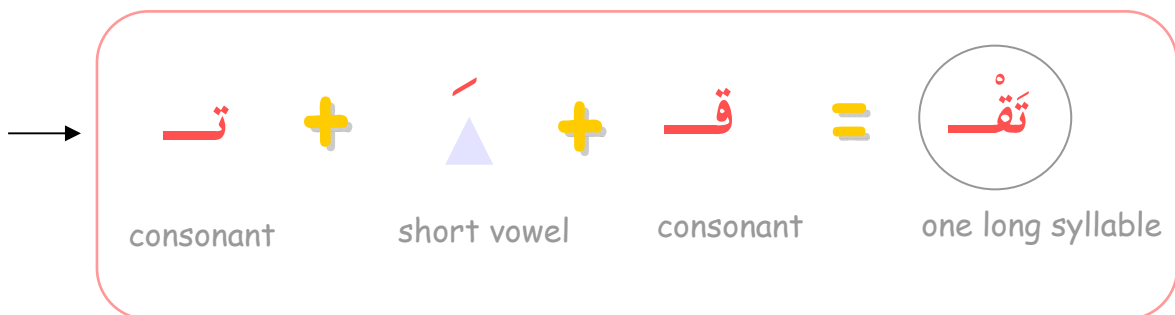 تـ + ـَ + قـ = تَقْـ
consonant short vowel consonant one long syllable